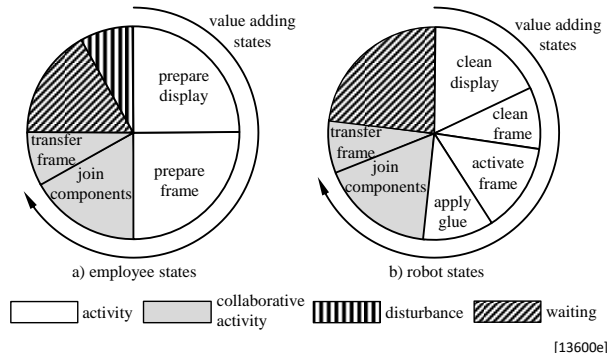 value adding
states
prepare
display
transfer
frame
join
components
prepare
frame
a) employee states
value adding
states
clean
display
clean
frame
transfer
frame
join
components
activate
frame
apply
glue
b) robot states
activity
collaborative
activity
disturbance
waiting
[13600e]